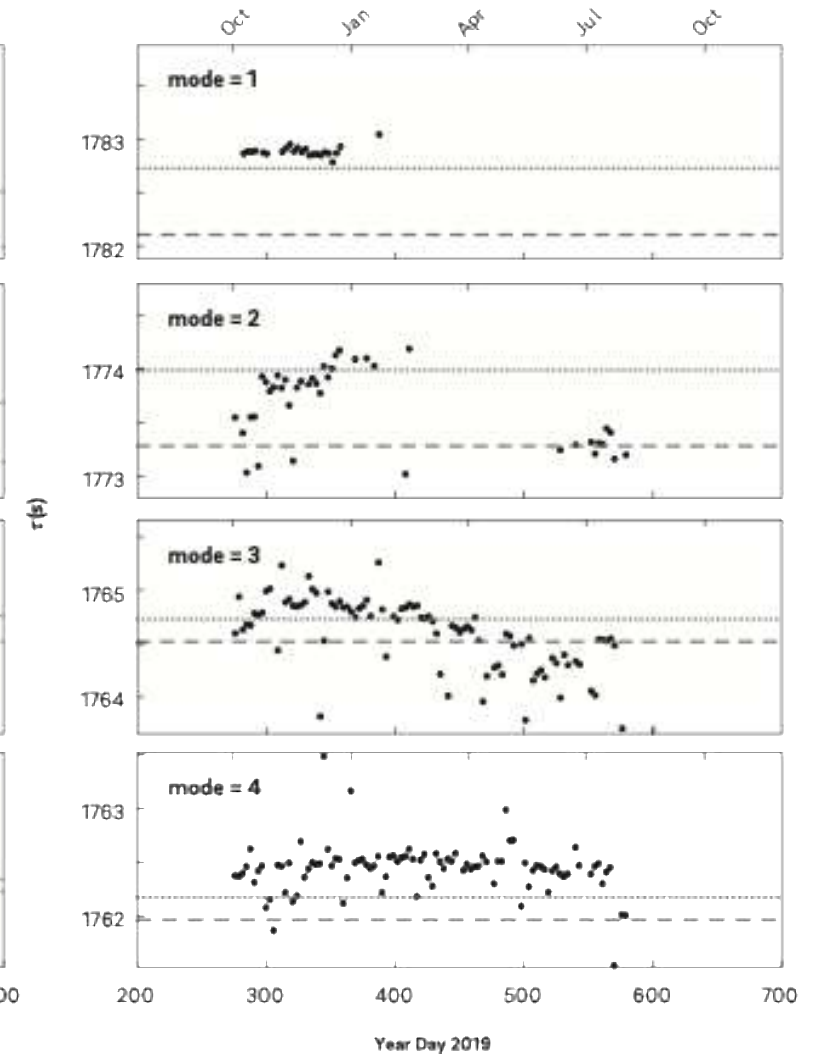 Oct Jan Apr Jul Oct
mode = 1
1783
1782
mode = 2
1774
1773
τ(s)
mode = 3
1765
1764
mode = 4
1763
1762
00 200 300 400 500 600 700
Year Day 2019